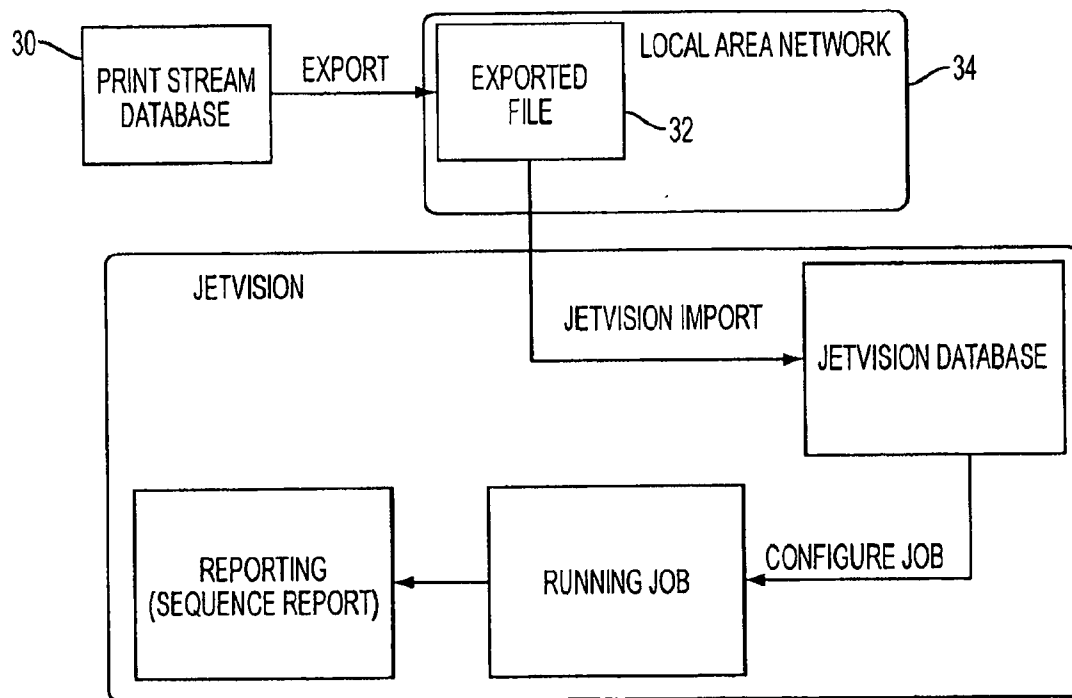 30
PRINT STREAM
DATABASE
EXPORT
EXPORTED
FILE
32
LOCAL AREA NETWORK
34
JETVISION
JETVISION IMPORT
JETVISION DATABASE
CONFIGURE JOB
RUNNING JOB
REPORTING
(SEQUENCE REPORT)